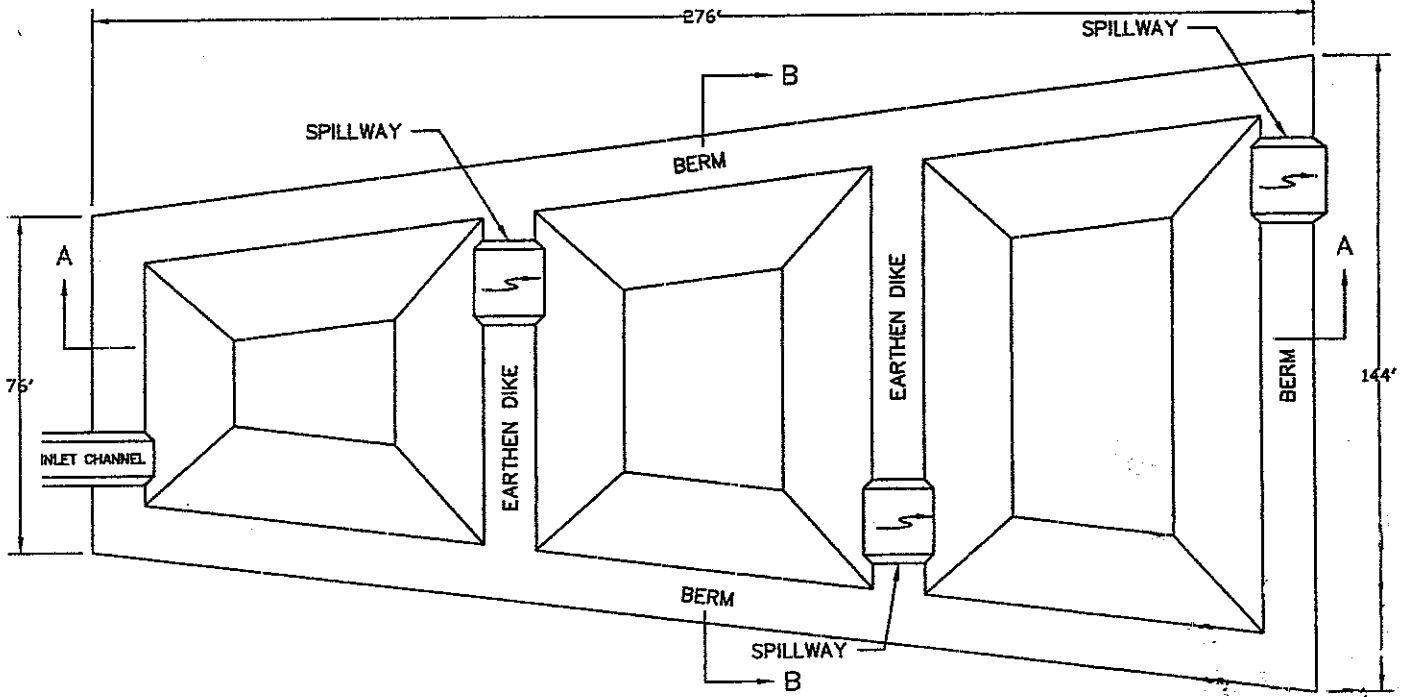 276'
SPILLWAY
B
SPILLWAY
BERM
A
A
EARTHEN DIKE
76'
144'
BERM
INLET CHANNEL
EARTHEN DIKE
BERM
SPILLWAY
B